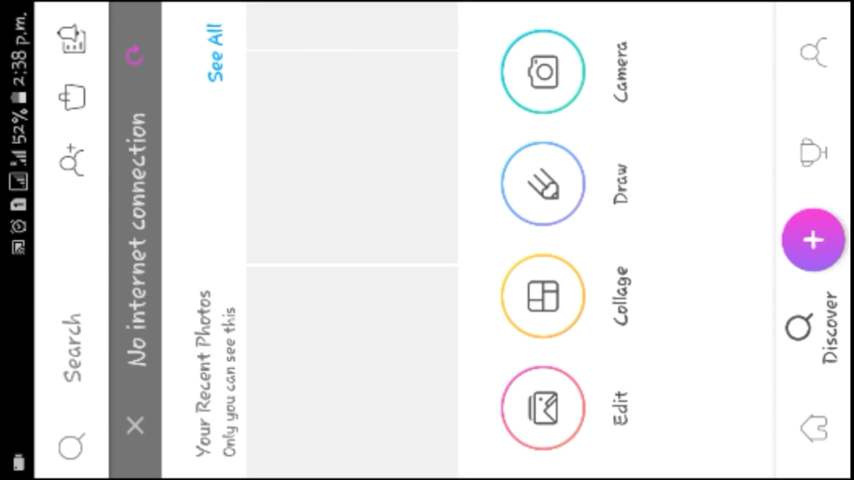 52% 2:38 p.m.
Search
No internet connection
Your Recent Photos
See All
Only you can see this
Edit
Collage
Draw
Camera
Discover